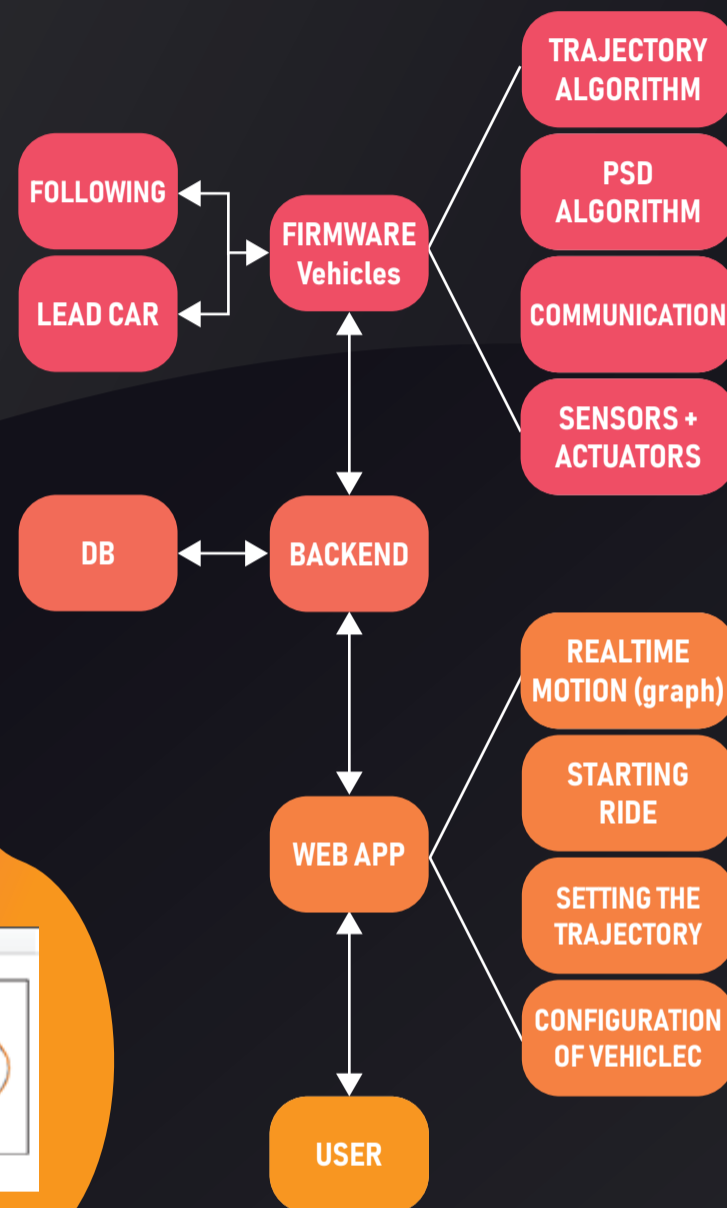 TRAJECTORY
ALGORITHM
FOLLOWING
PSD
ALGORITHM
FIRMWARE
Vehicles
LEAD CAR
COMMUNICATION
SENSORS +
ACTUATORS
DB
BACKEND
REALTIME
MOTION (graph)
STARTING
RIDE
WEB APP
SETTING THE
TRAJECTORY
CONFIGURATION
OF VEHICLEC
USER